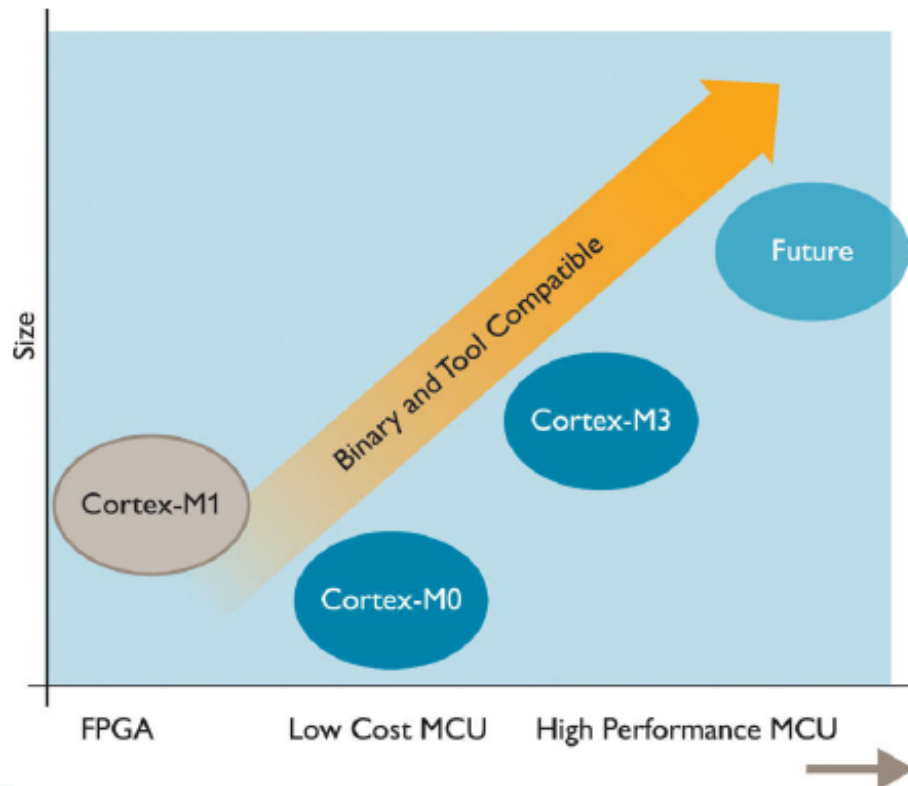 Size
Future
Binary and Tool Compatible
Cortex-M3
Cortex-M1
Cortex-M0
FPGA
Low Cost MCU
High Performance MCU